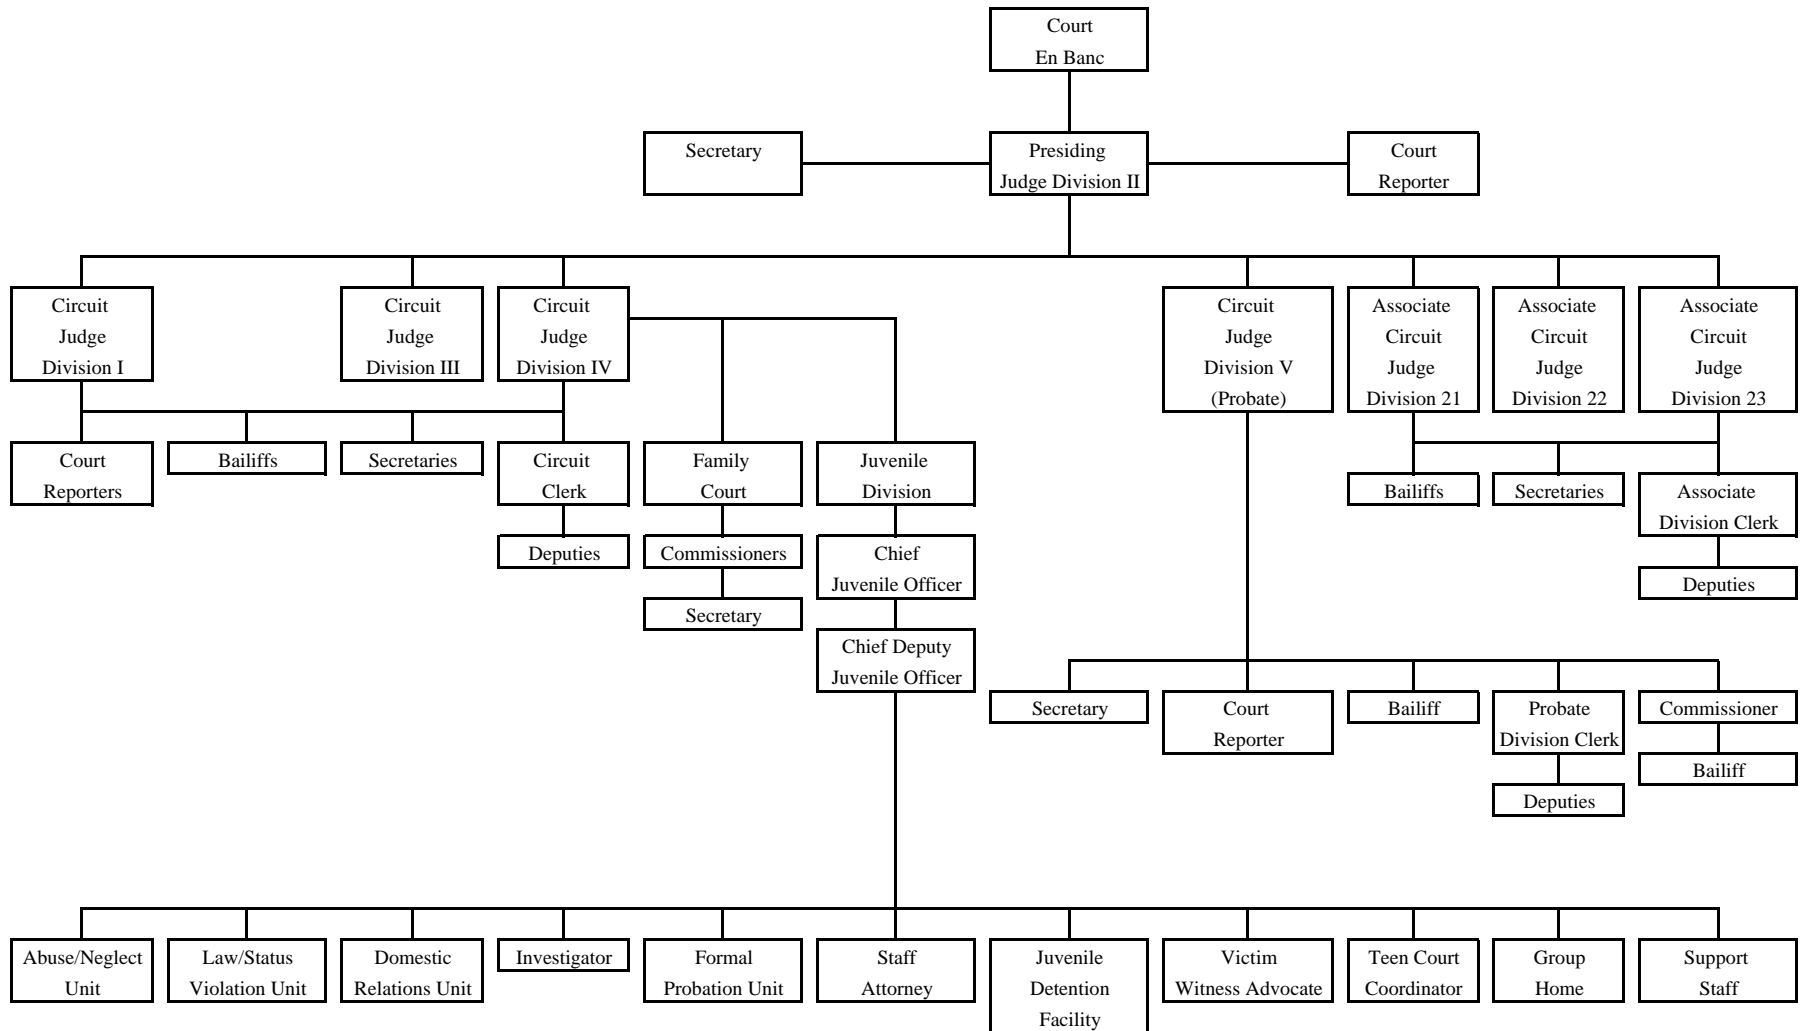 Court
En Banc
Secretary
Presiding
Judge Division II
Court
Reporter
Circuit
Judge
Division I
Circuit
Judge
Division III
Circuit
Judge
Division IV
Circuit
Judge
Division V
(Probate)
Associate
Circuit
Judge
Division 21
Associate
Circuit
Judge
Division 22
Associate
Circuit
Judge
Division 23
Court
Reporters
Bailiffs
Secretaries
Circuit
Clerk
Family
Court
Juvenile
Division
Bailiffs
Secretaries
Associate
Division Clerk
Deputies
Commissioners
Chief
Juvenile Officer
Deputies
Secretary
Chief Deputy
Juvenile Officer
Secretary
Court
Reporter
Bailiff
Probate
Division Clerk
Commissioner
Bailiff
Deputies
Abuse/Neglect
Unit
Law/Status
Violation Unit
Domestic
Relations Unit
Investigator
Formal
Probation Unit
Staff
Attorney
Juvenile
Detention
Facility
Victim
Witness Advocate
Teen Court
Coordinator
Group
Home
Support
Staff